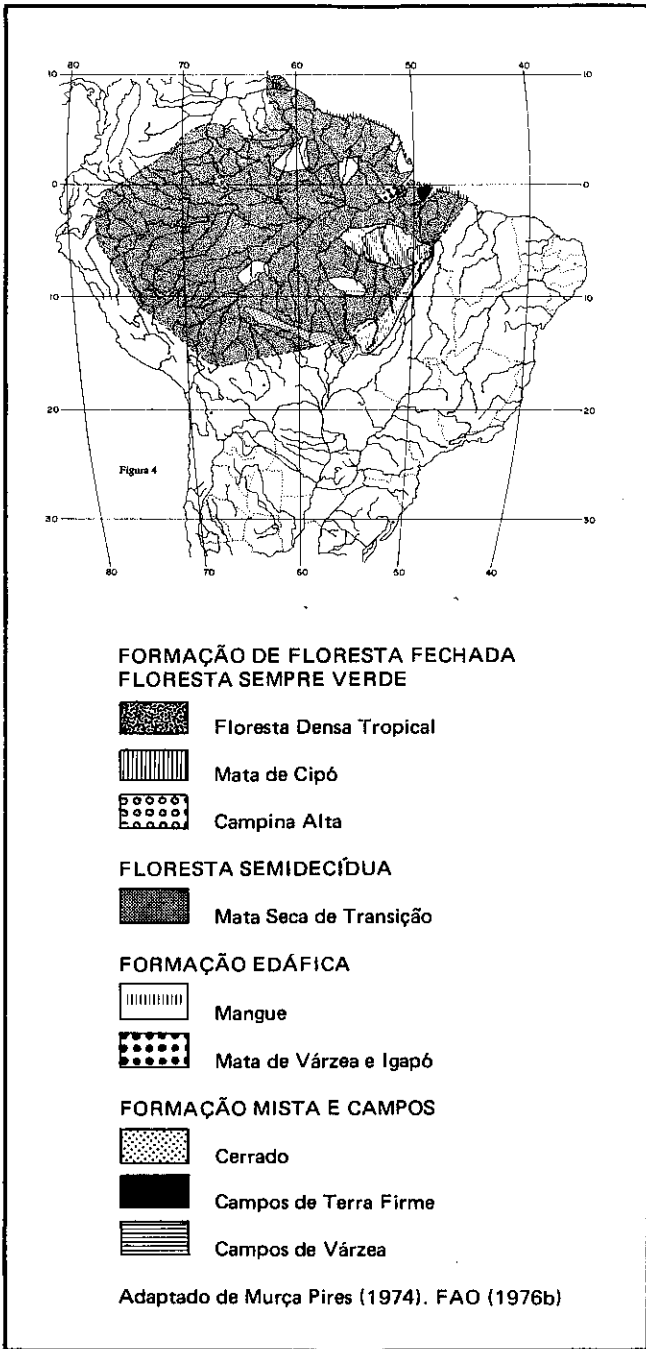 80 70 60 50 40
10 10
0 0
10 10
20 20
Figura 4
30 30
80 70 60 50 40
FORMAÇÃO DE FLORESTA FECHADA
FLORESTA SEMPRE VERDE
Floresta Densa Tropical
Mata de Cipó
Campina Alta
FLORESTA SEMIDECÍDUA
Mata Seca de Transição
FORMAÇÃO EDÁFICA
Mangue
Mata de Várzea e Igapó
FORMAÇÃO MISTA E CAMPOS
Cerrado
Campos de Terra Firme
Campos de Várzea
Adaptado de Murça Pires (1974). FAO (1976b)